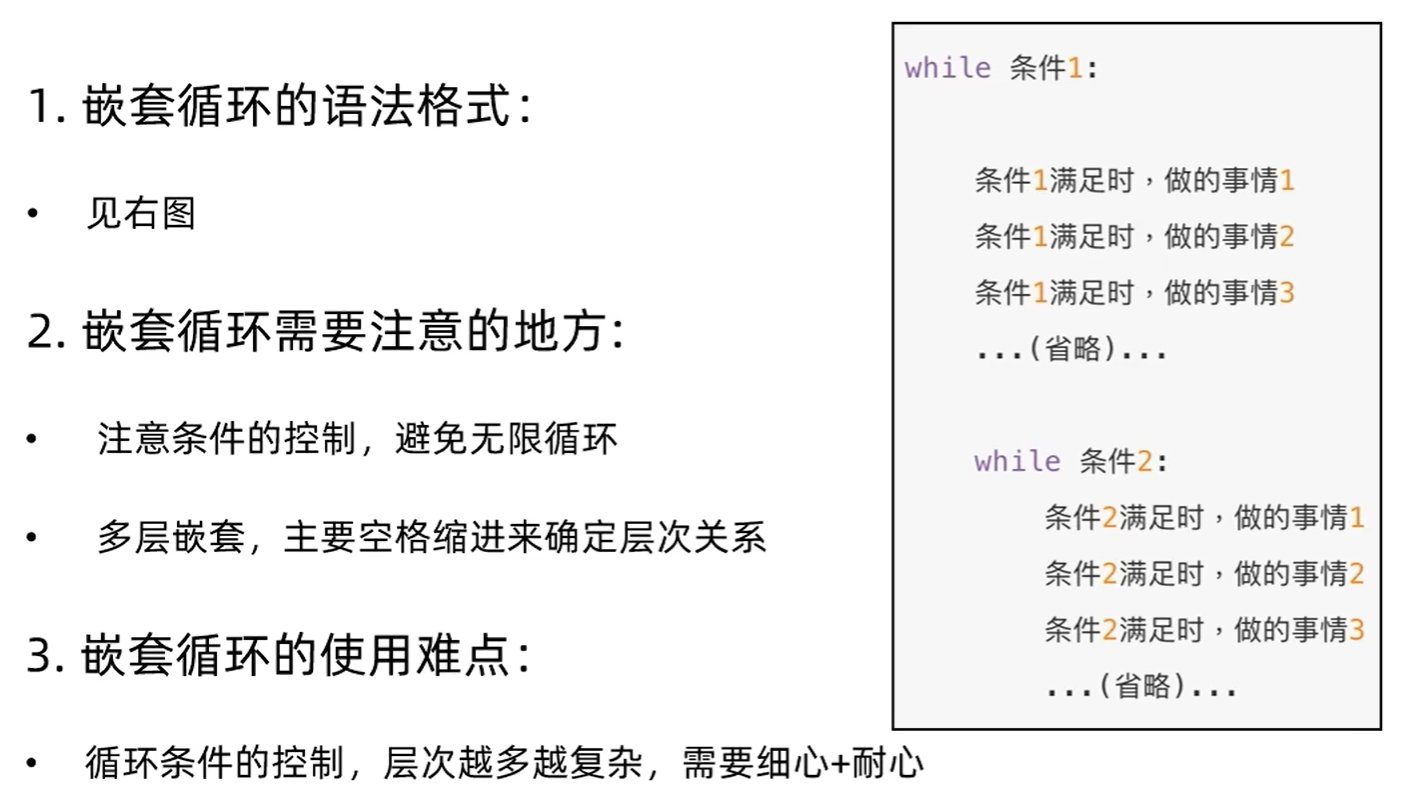 1. 嵌套循环的语法格式：
• 见右图
2. 嵌套循环需要注意的地方：
• 注意条件的控制，避免无限循环
• 多层嵌套，主要空格缩进来确定层次关系
3. 嵌套循环的使用难点：
• 循环条件的控制，层次越多越复杂，需要细心+耐心
while 条件1:
条件1满足时，做的事情1
条件1满足时，做的事情2
条件1满足时，做的事情3
...(省略)...
while 条件2:
条件2满足时，做的事情1
条件2满足时，做的事情2
条件2满足时，做的事情3
...(省略)...